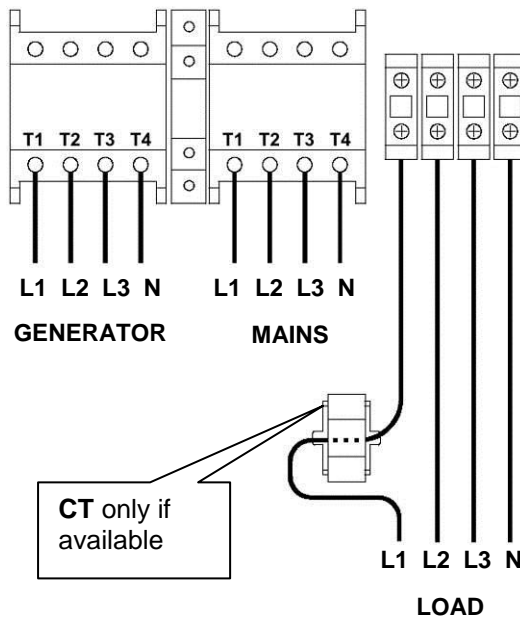 T1 T2 T3 T4
T1 T2 T3 T4
L1 L2 L3 N
L1 L2 L3 N
GENERATOR
MAINS
CT only if
available
L1 L2 L3 N
LOAD